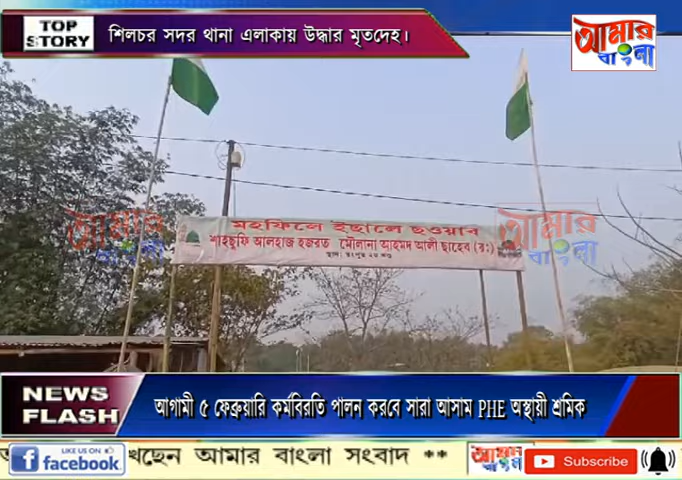 TOP STORY
শিলচর সদর থানা এলাকায় উদ্ধার মৃতদেহ।
আমার বাংলা
মহফিলে ইছালে ছওয়াব
শাহছুফি আলহাজ হজরত মৌলানা আহমদ আলী ছাহেব (রঃ)
আমার বাংলা
আমার বাংলা
NEWS FLASH
আগামী ৫ ফেব্রুয়ারি কর্মবিরতি পালন করবে সারা আসাম PHE অস্থায়ী শ্রমিক
LIKE US ON
facebook
খছেন আমার বাংলা সংবাদ **
আমার বাংলা
Subscribe